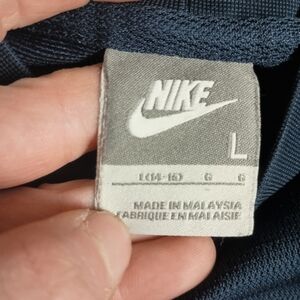 NIKE
L
L(14-16) G G
MADE IN MALAYSIA
FABRIQUE EN MALAISIE